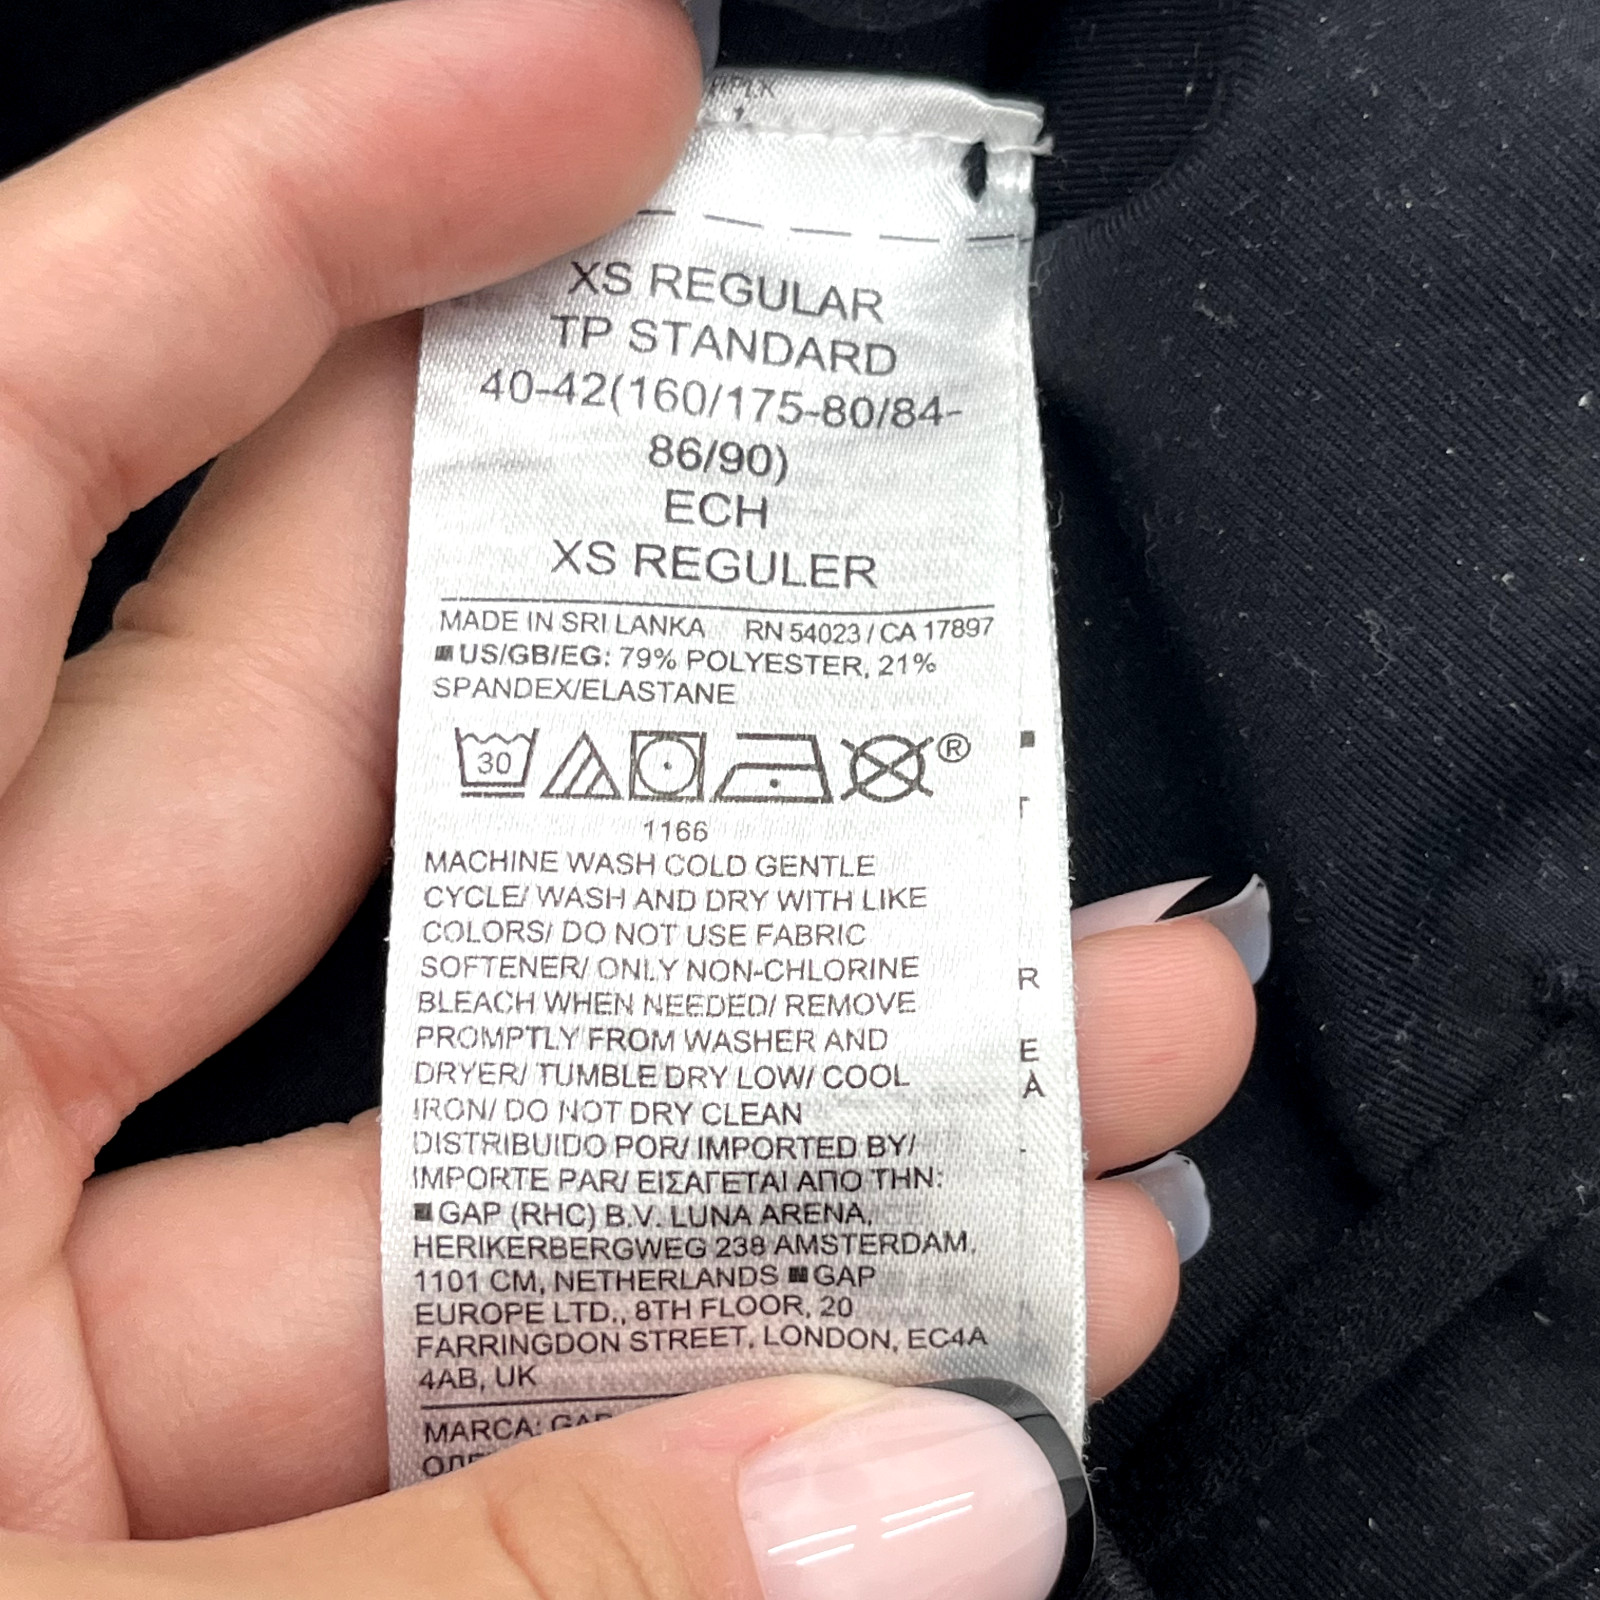 XS REGULAR
TP STANDARD
40-42(160/175-80/84-
86/90)
ECH
XS REGULER
MADE IN SRI LANKA RN 54023 / CA 17897
US/GB/EG: 79% POLYESTER, 21%
SPANDEX/ELASTANE
30 ®
1166
MACHINE WASH COLD GENTLE
CYCLE/ WASH AND DRY WITH LIKE
COLORS/ DO NOT USE FABRIC
SOFTENER/ ONLY NON-CHLORINE
BLEACH WHEN NEEDED/ REMOVE
PROMPTLY FROM WASHER AND
DRYER/ TUMBLE DRY LOW/ COOL
IRON/ DO NOT DRY CLEAN
DISTRIBUIDO POR/ IMPORTED BY/
IMPORTE PAR/ ΕΙΣΑΓΕΤΑΙ ΑΠΟ ΤΗΝ:
GAP (RHC) B.V. LUNA ARENA,
HERIKERBERGWEG 238 AMSTERDAM,
1101 CM, NETHERLANDS GAP
EUROPE LTD., 8TH FLOOR, 20
FARRINGDON STREET, LONDON, EC4A
4AB, UK
MARCA: GAP
R
E
A